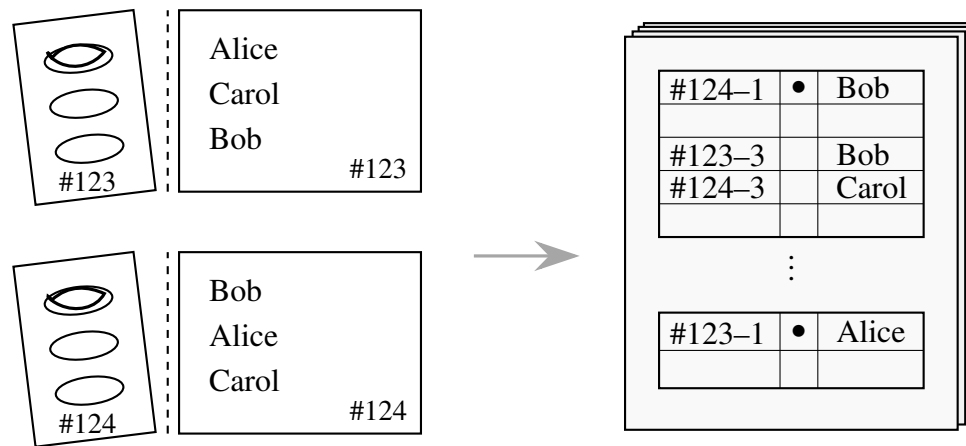 Alice
Carol
Bob
#123
#123
Bob
Alice
Carol
#124
#124
#124–1 • Bob
#123–3 Bob
#124–3 Carol
⋮
#123–1 • Alice